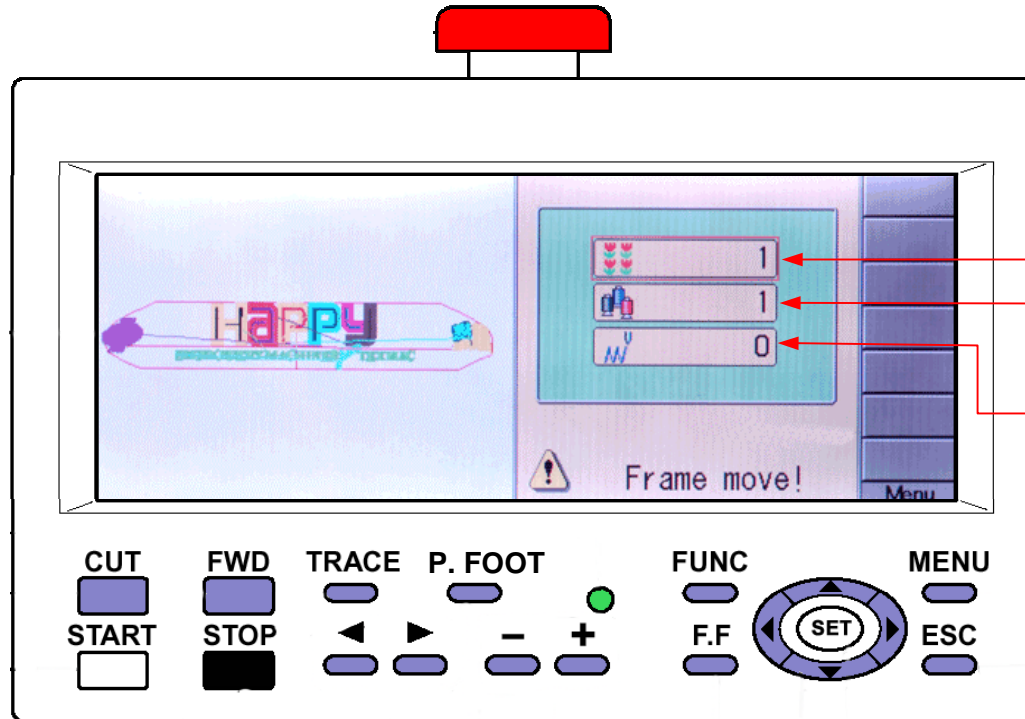 HAPPY
1
1
0
Frame move!
Menu
CUT FWD TRACE P. FOOT FUNC MENU
START STOP - + F.F SET ESC